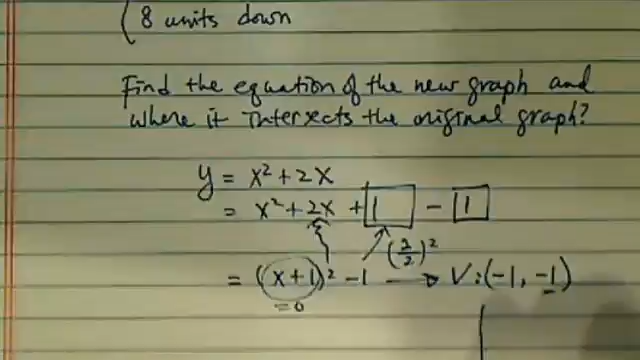 8 units down
Find the equation of the new graph and
where it intersects the original graph?
y = x² + 2x
= x² + 2x + 1 - 1
(2/2)²
= (x+1)² - 1 → V:(-1, -1)
= 0